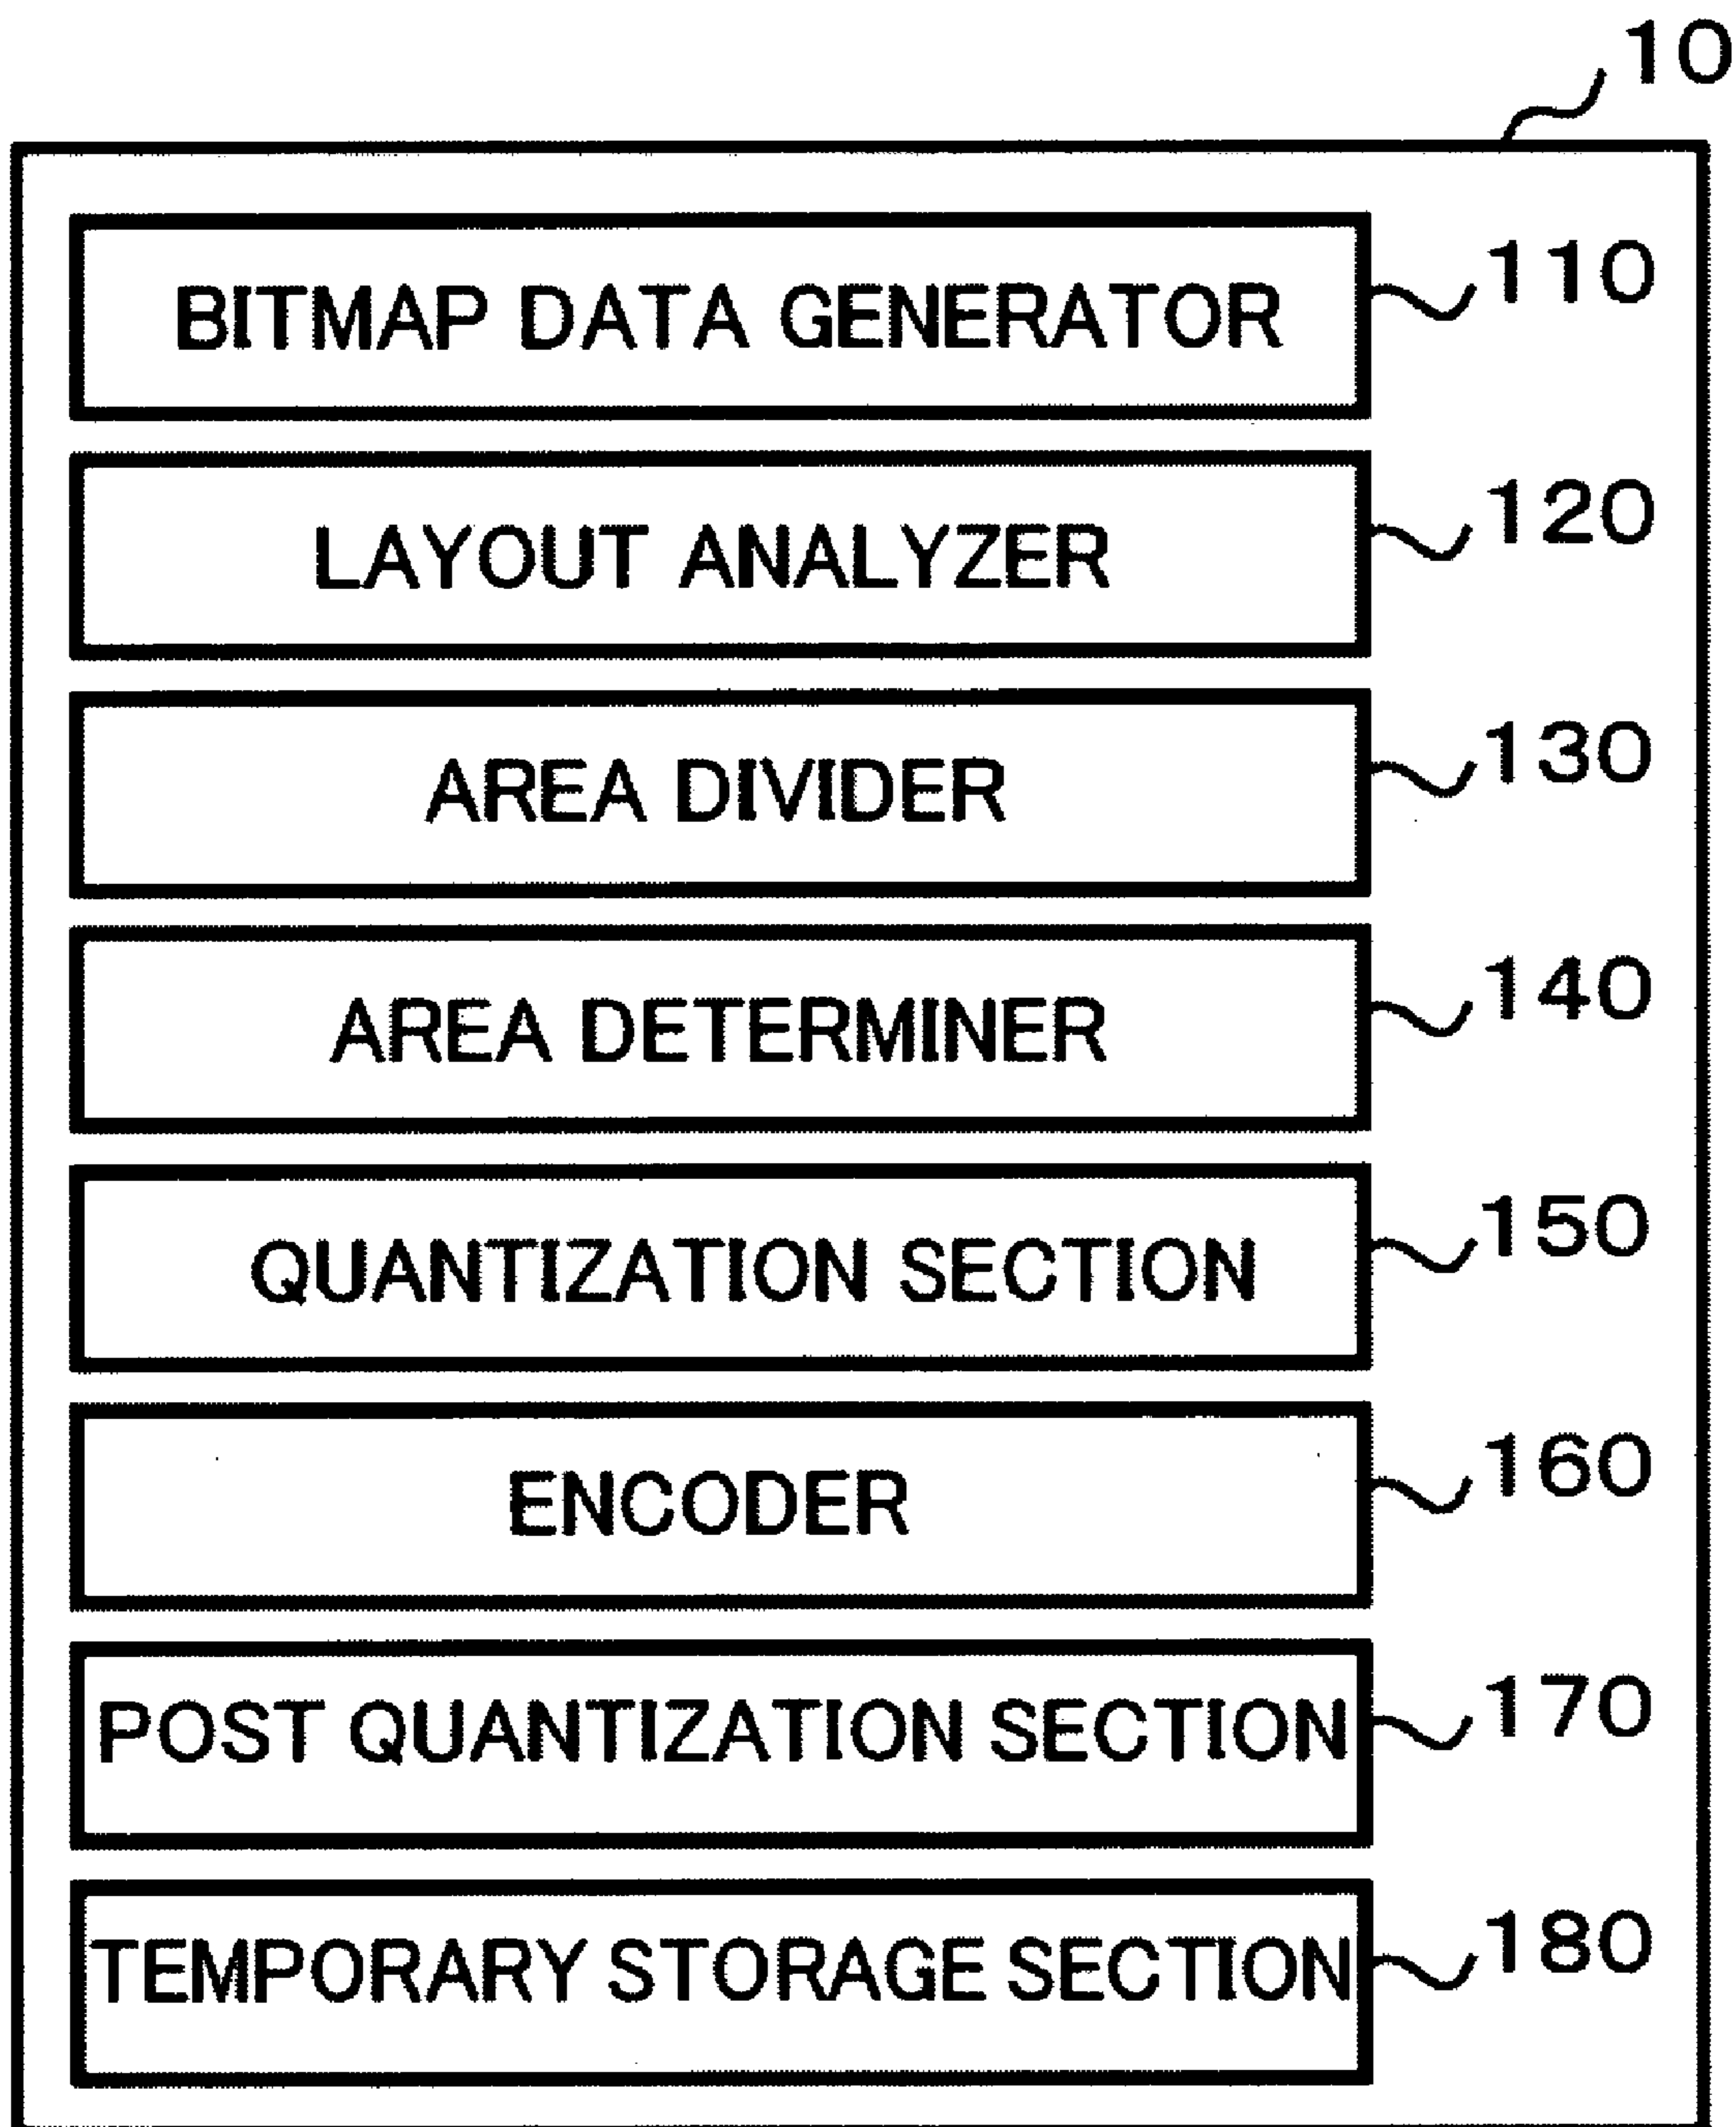 10
BITMAP DATA GENERATOR 110
LAYOUT ANALYZER 120
AREA DIVIDER 130
AREA DETERMINER 140
QUANTIZATION SECTION 150
ENCODER 160
POST QUANTIZATION SECTION 170
TEMPORARY STORAGE SECTION 180